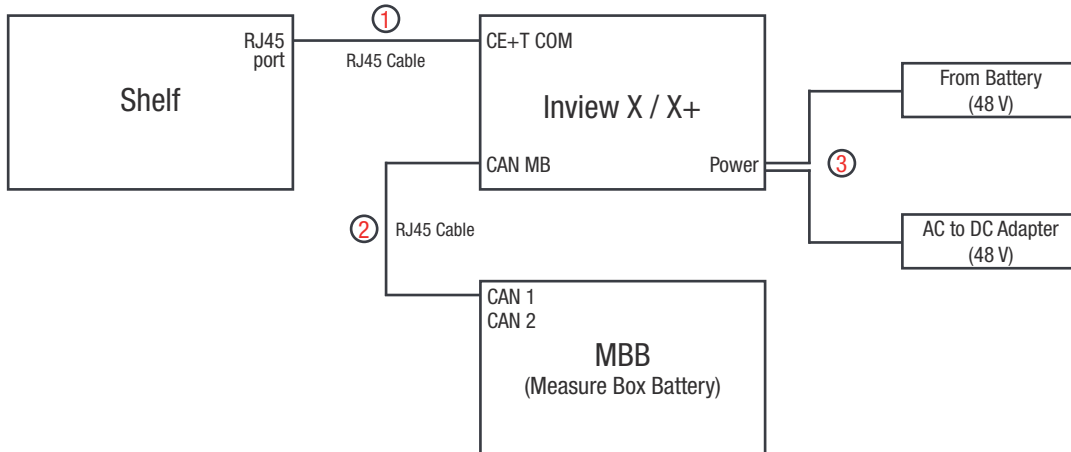 1
RJ45
port
CE+T COM
RJ45 Cable
Shelf
Inview X / X+
From Battery
(48 V)
CAN MB
Power
3
2
RJ45 Cable
AC to DC Adapter
(48 V)
CAN 1
CAN 2
MBB
(Measure Box Battery)